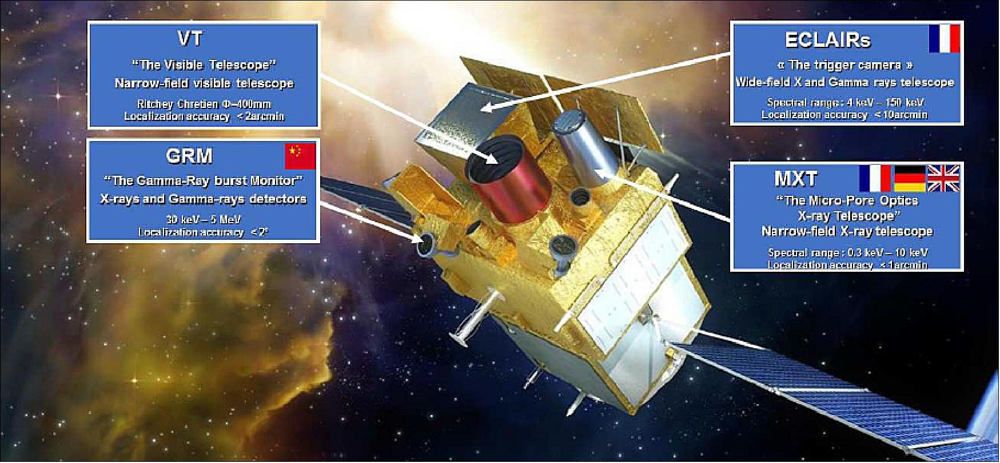 VT
“The Visible Telescope”
Narrow-field visible telescope
Ritchey Chretien Φ~400mm
Localization accuracy < 2arcmin
GRM
“The Gamma-Ray burst Monitor”
X-rays and Gamma-rays detectors
30 keV – 5 MeV
Localization accuracy < 2°
ECLAIRs
« The trigger camera »
Wide-field X and Gamma rays telescope
Spectral range : 4 keV – 150 keV
Localization accuracy <10arcmin
MXT
“The Micro-Pore Optics
X-ray Telescope”
Narrow-field X-ray telescope
Spectral range : 0.3 keV – 10 keV
Localization accuracy < 1arcmin